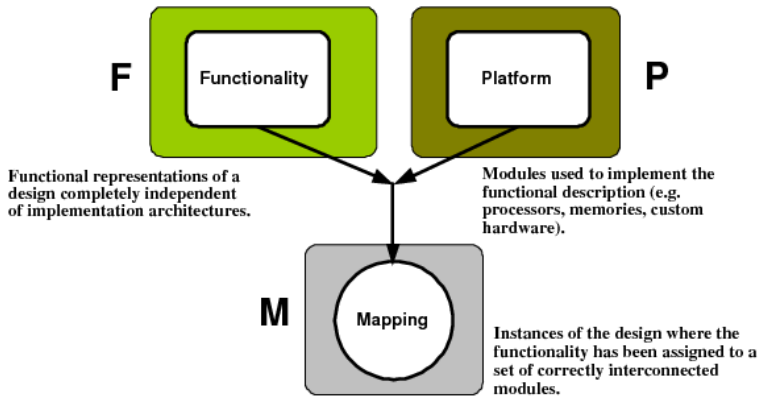 F
Functionality
Platform
P
Functional representations of a
design completely independent
of implementation architectures.
Modules used to implement the
functional description (e.g.
processors, memories, custom
hardware).
M
Mapping
Instances of the design where the
functionality has been assigned to a
set of correctly interconnected
modules.